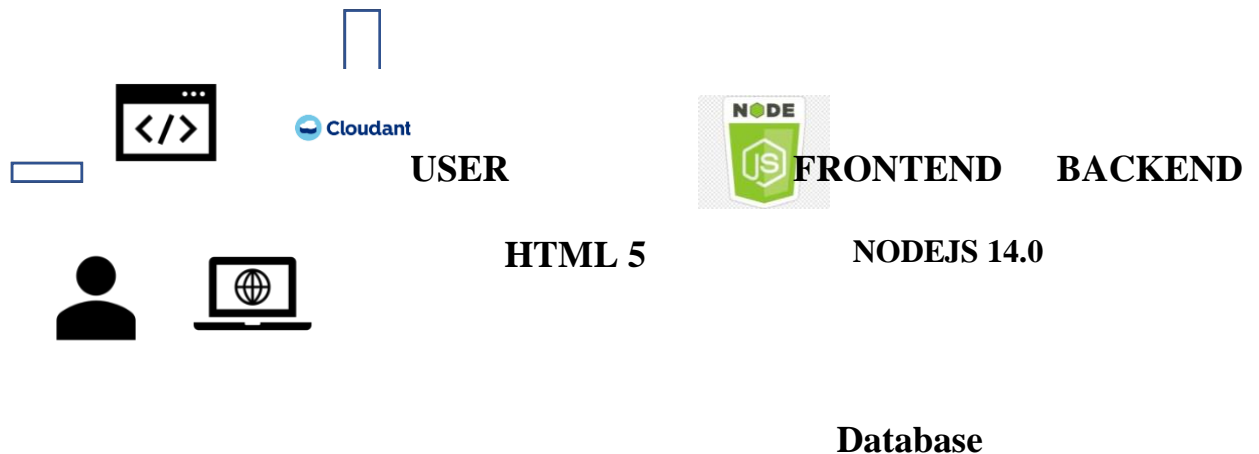 NODE
</>
Cloudant
JS
USER FRONTEND BACKEND
HTML 5 NODEJS 14.0
Database